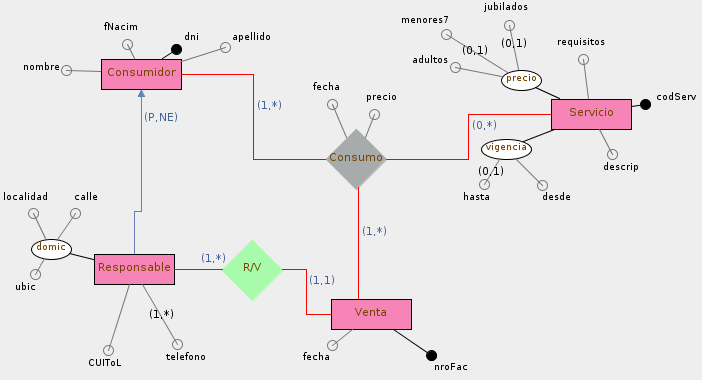 jubilados
menores7
fNacim
dni
apellido
requisitos
(0,1)
(0,1)
adultos
nombre
Consumidor
precio
fecha
precio
codServ
(1,*)
(P,NE)
(0,*)
Servicio
vigencia
Consumo
descrip
(0,1)
localidad
calle
hasta
desde
(1,*)
domic
(1,*)
Responsable
R/V
(1,1)
ubic
(1,*)
Venta
CUIToL
telefono
fecha
nroFac